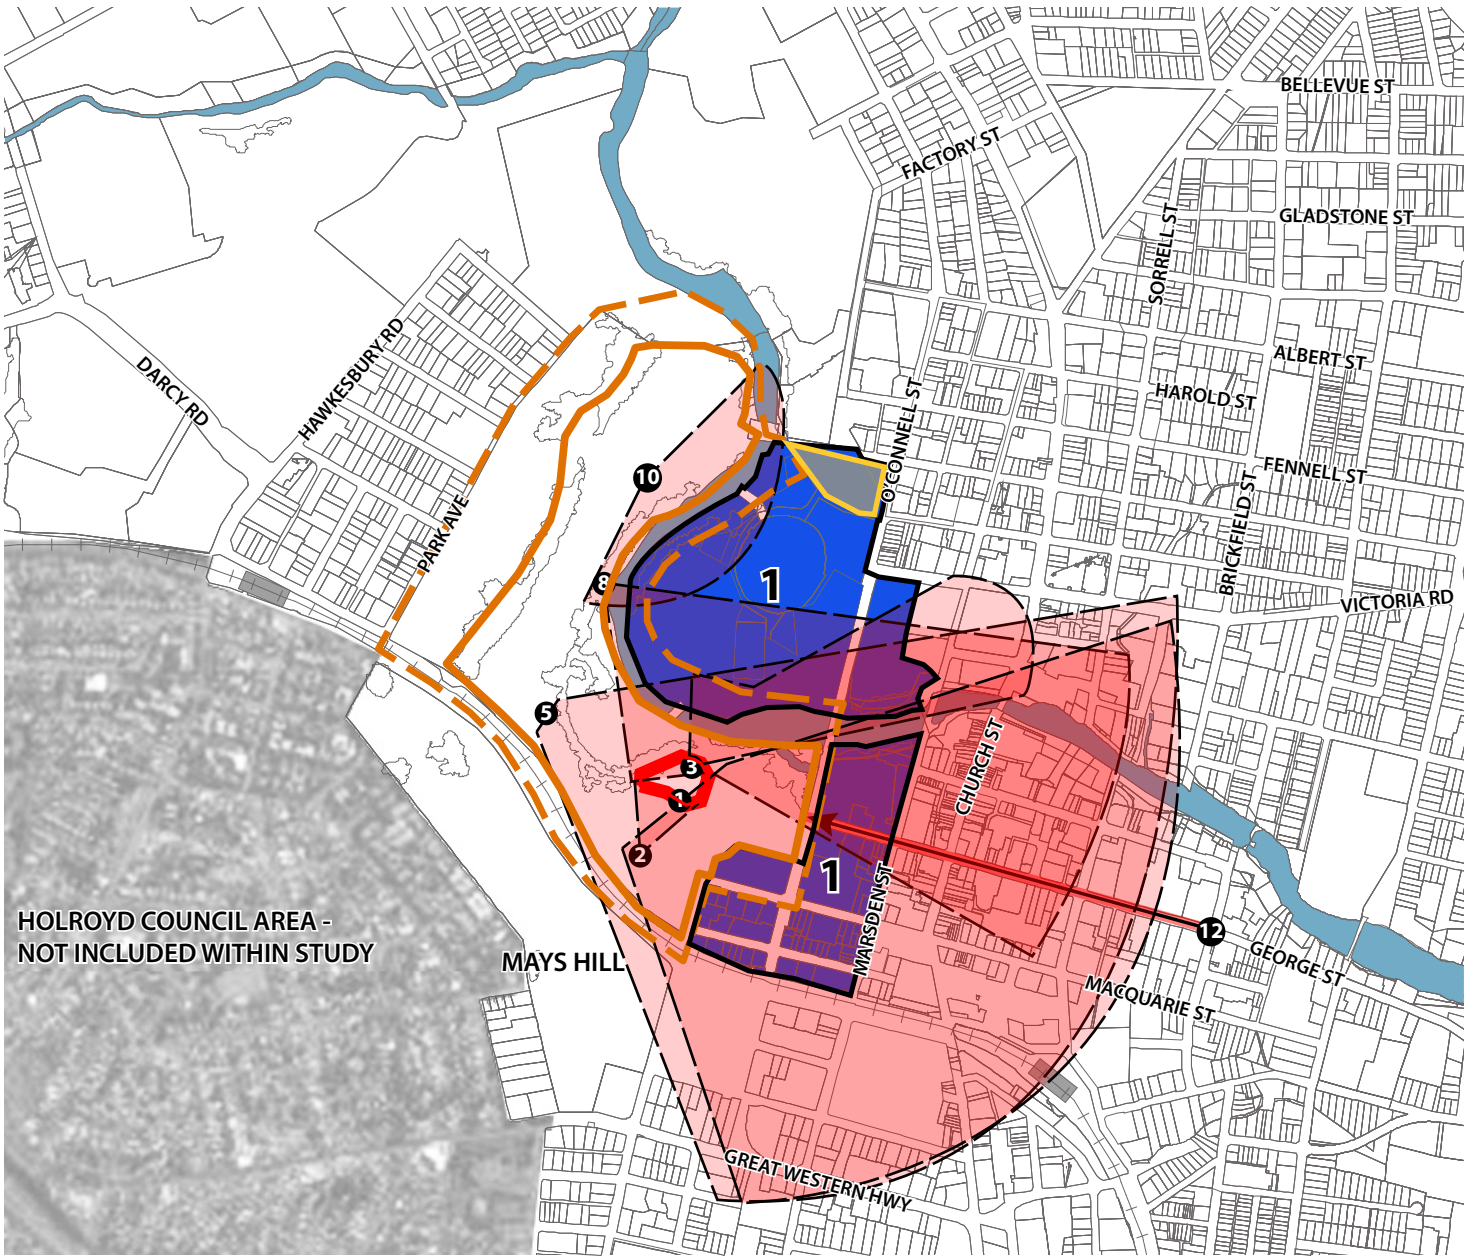 BELLEVUE ST
FACTORY ST
GLADSTONE ST
SORRELL ST
ALBERT ST
HAROLD ST
DARCY RD
HAWKESBURY RD
O'CONNELL ST
FENNELL ST
10
BRICKFIELD ST
PARK AVE
8
1
VICTORIA RD
5
3
1
CHURCH ST
2
1
MARSDEN ST
12
HOLROYD COUNCIL AREA -
NOT INCLUDED WITHIN STUDY
MAYS HILL
GEORGE ST
MACQUARIE ST
GREAT WESTERN HWY